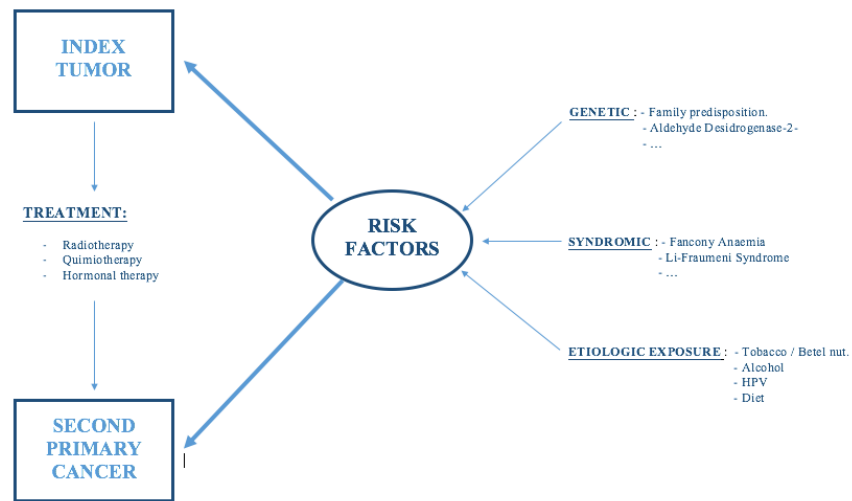 INDEX
TUMOR
TREATMENT:
- Radiotherapy
- Quimiotherapy
- Hormonal therapy
SECOND
PRIMARY
CANCER
RISK
FACTORS
GENETIC : - Family predisposition.
- Aldehyde Desidrogenase-2-
- ...
SYNDROMIC : - Fancony Anaemia
- Li-Fraumeni Syndrome
- ...
ETIOLOGIC EXPOSURE : - Tobacco / Betel nut.
- Alcohol
- HPV
- Diet